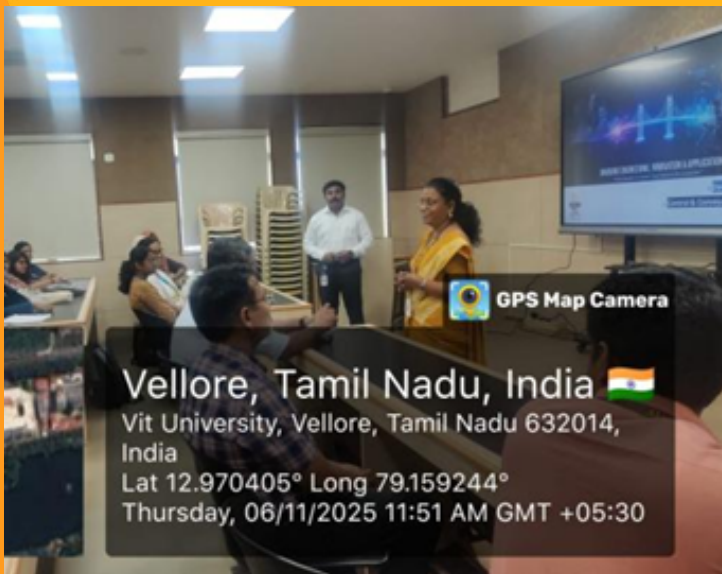 GPS Map Camera
Vellore, Tamil Nadu, India
Vit University, Vellore, Tamil Nadu 632014,
India
Lat 12.970405° Long 79.159244°
Thursday, 06/11/2025 11:51 AM GMT +05:30